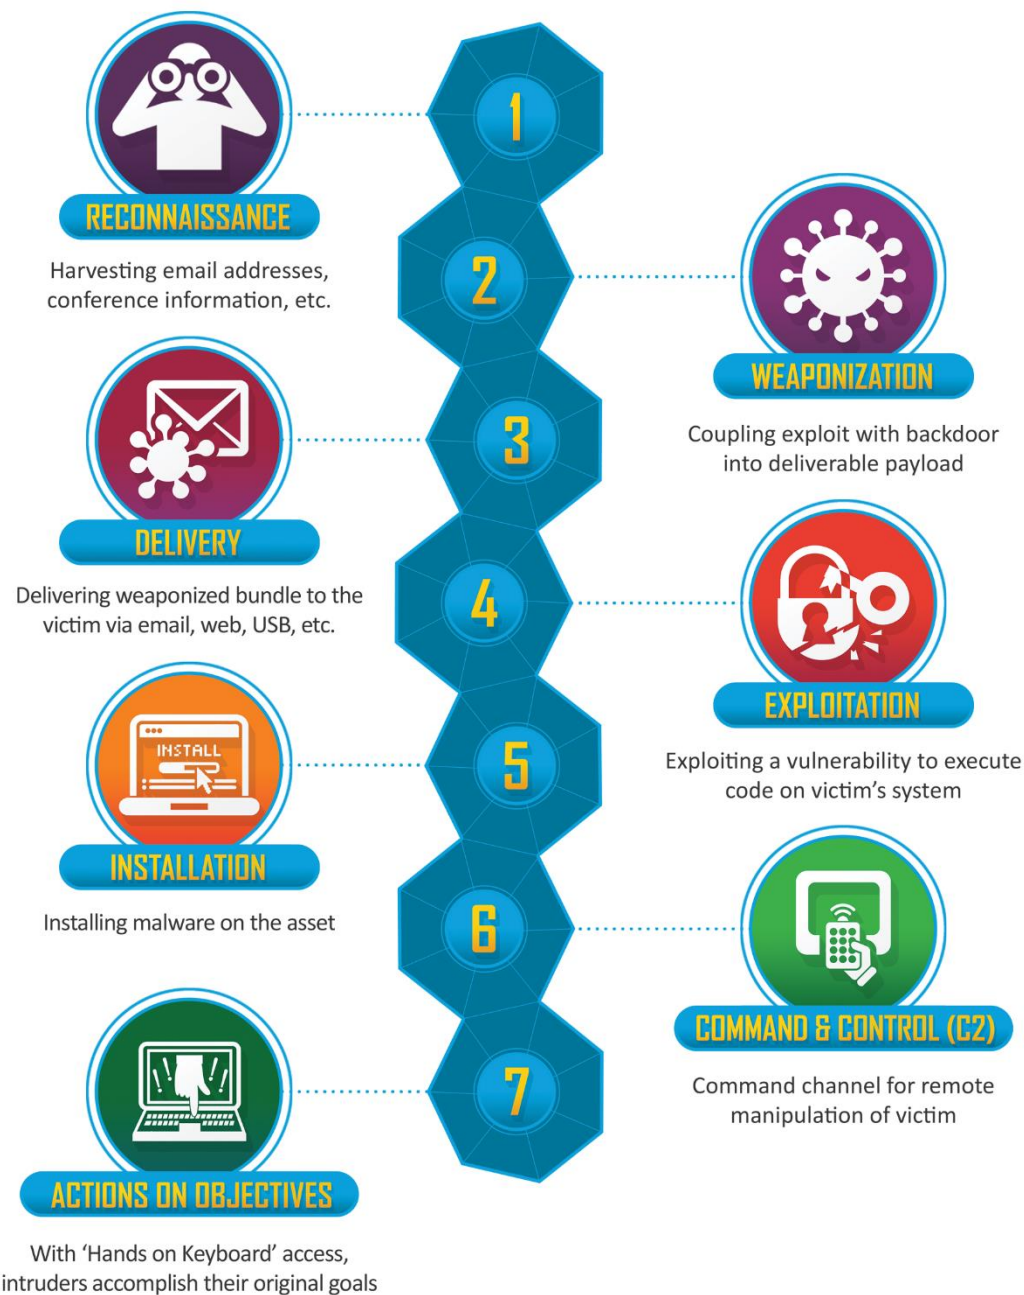 1
RECONNAISSANCE
Harvesting email addresses,
conference information, etc.
2
WEAPONIZATION
Coupling exploit with backdoor
into deliverable payload
3
DELIVERY
Delivering weaponized bundle to the
victim via email, web, USB, etc.
4
EXPLOITATION
Exploiting a vulnerability to execute
code on victim’s system
5
INSTALL
INSTALLATION
Installing malware on the asset
6
COMMAND & CONTROL (C2)
Command channel for remote
manipulation of victim
7
ACTIONS ON OBJECTIVES
With ‘Hands on Keyboard’ access,
intruders accomplish their original goals